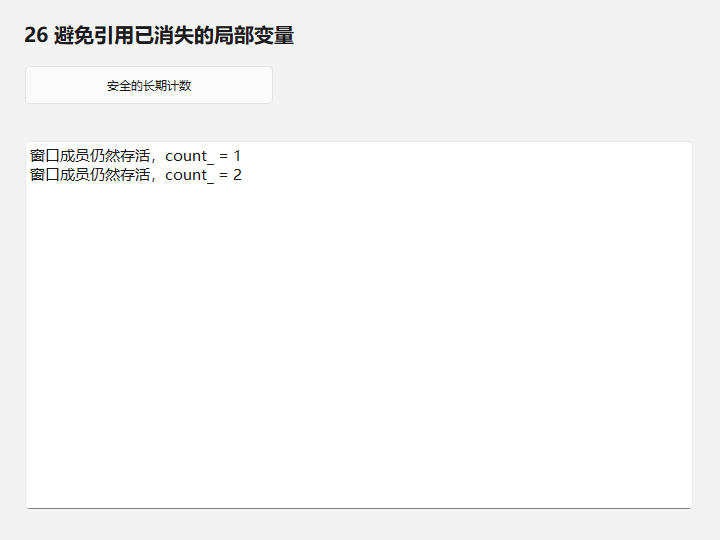 26 避免引用已消失的局部变量
安全的长期计数
窗口成员仍然存活，count_ = 1
窗口成员仍然存活，count_ = 2